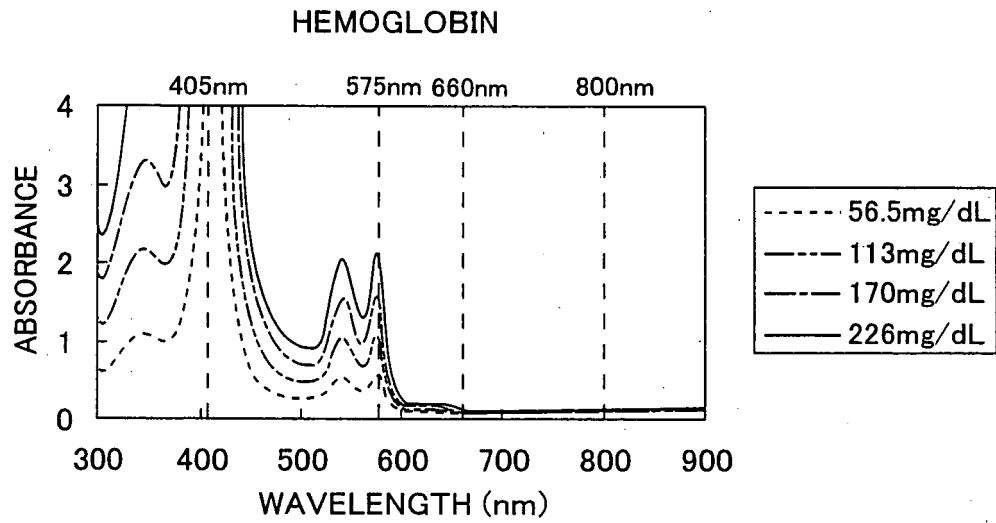 HEMOGLOBIN
405nm 575nm 660nm 800nm
4
3
2
1
0
ABSORBANCE
300 400 500 600 700 800 900
WAVELENGTH (nm)
56.5mg/dL
113mg/dL
170mg/dL
226mg/dL